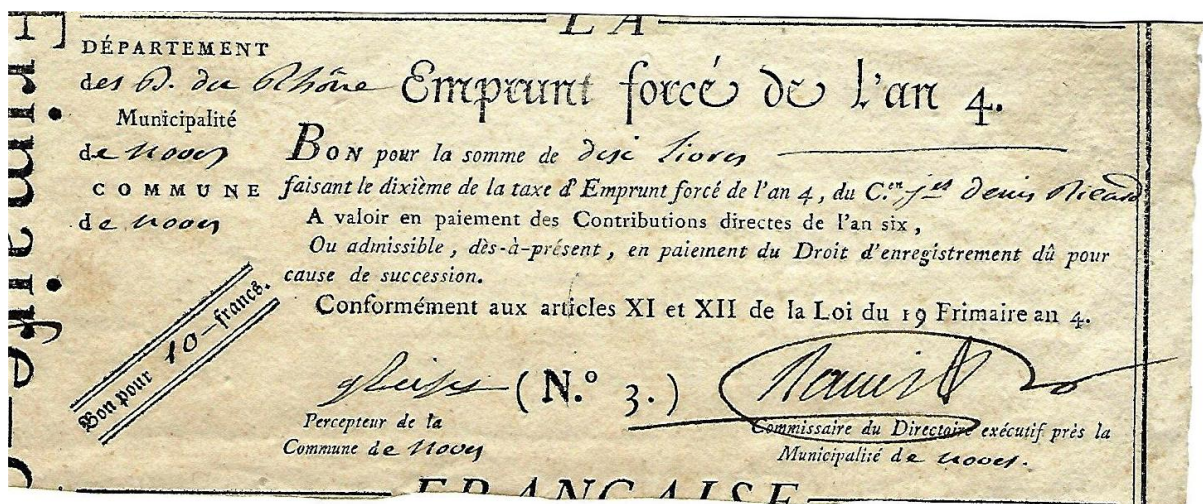 LA
DÉPARTEMENT
des B. du Rhône
Municipalité
de noves
COMMUNE
de noves
Emprunt forcé de l'an 4.
BON pour la somme de dix livres
faisant le dixième de la taxe d'Emprunt forcé de l'an 4, du C.en j.es Denis Ricard
A valoir en paiement des Contributions directes de l'an six,
Ou admissible, dès-à-présent, en paiement du Droit d'enregistrement dû pour
cause de succession.
Conformément aux articles XI et XII de la Loi du 19 Frimaire an 4.
Bon pour 10 francs.
(N.o 3.)
Percepteur de la
Commune de Noves
Commissaire du Directoire exécutif près la
Municipalité de noves.
FRANÇAISE